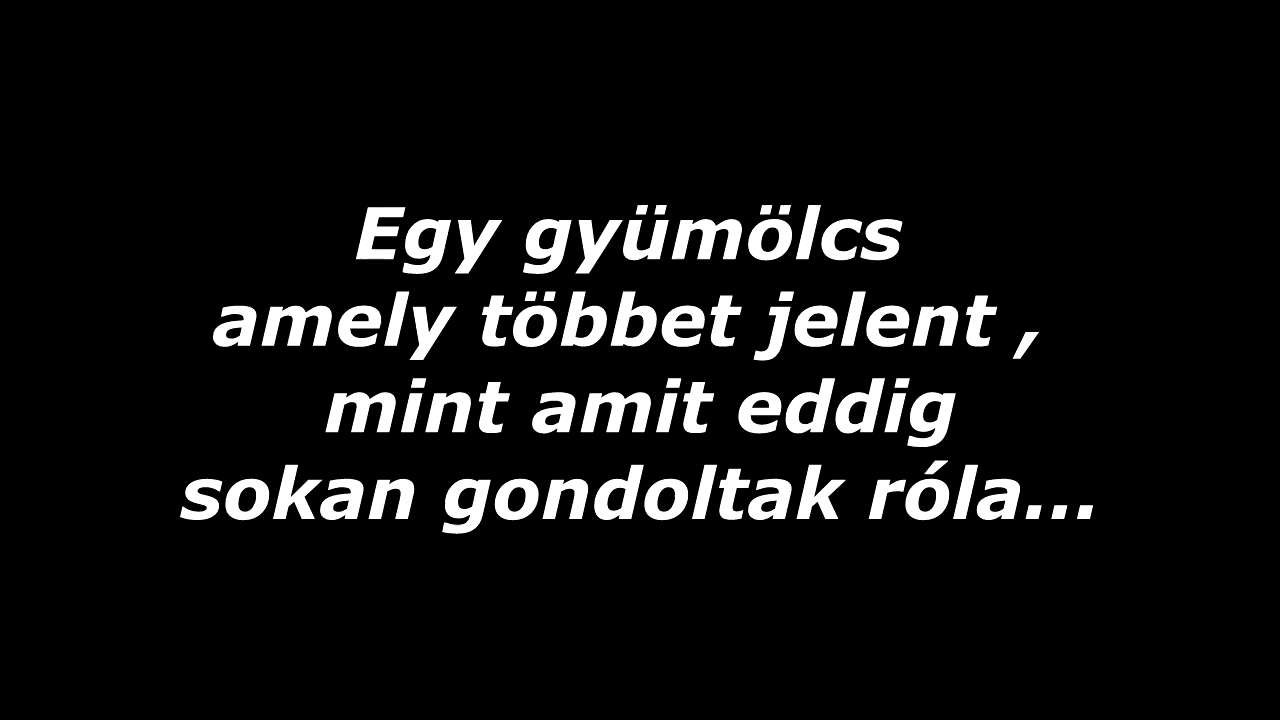 Egy gyümölcs
amely többet jelent ,
mint amit eddig
sokan gondoltak róla...